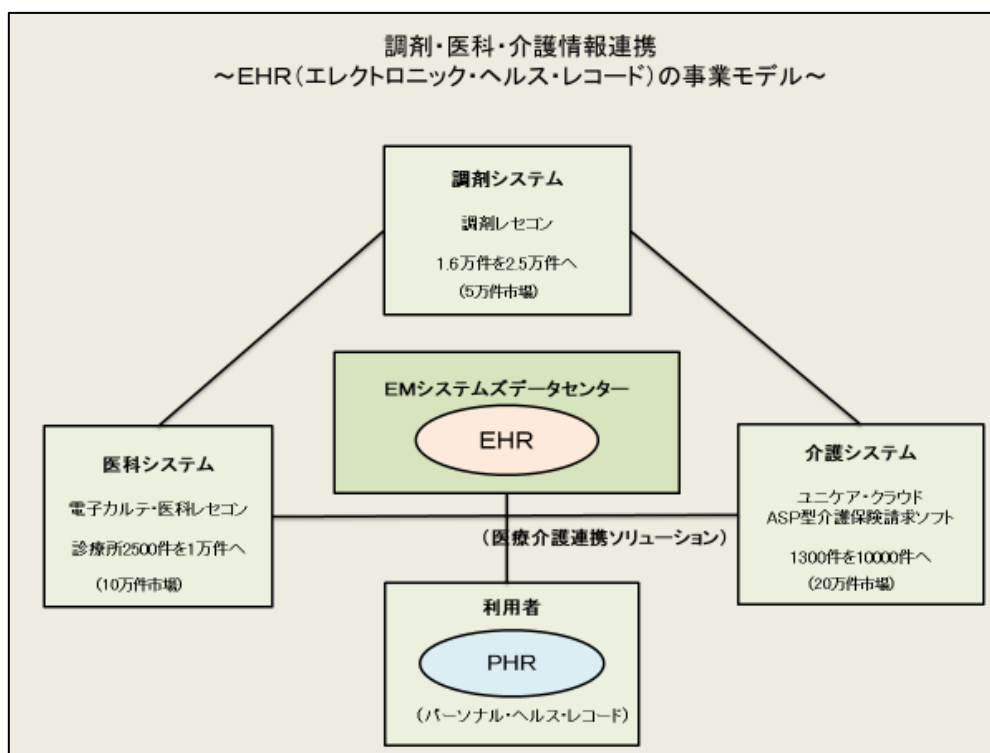 調剤・医科・介護情報連携
～EHR(エレクトロニック・ヘルス・レコード)の事業モデル～
調剤システム
調剤レセコン
1.6万件を2.5万件へ
(5万件市場)
EMシステムズデータセンター
EHR
医科システム
電子カルテ・医科レセコン
診療所2500件を1万件へ
(10万件市場)
介護システム
ユニケア・クラウド
ASP型介護保険請求ソフト
1300件を10000件へ
(20万件市場)
(医療介護連携ソリューション)
利用者
PHR
(パーソナル・ヘルス・レコード)